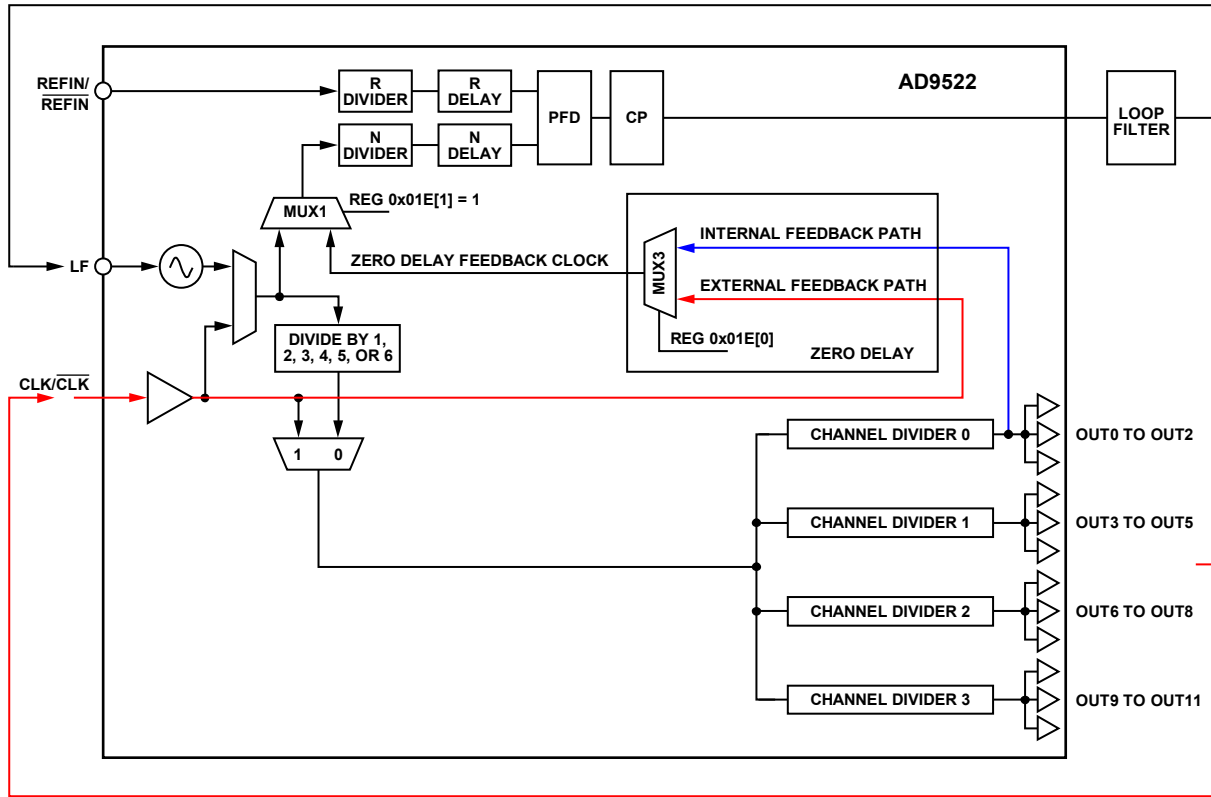 AD9522
REFIN/
REFIN
R
DIVIDER
R
DELAY
PFD
CP
LOOP
FILTER
N
DIVIDER
N
DELAY
REG 0x01E[1] = 1
MUX1
INTERNAL FEEDBACK PATH
LF
ZERO DELAY FEEDBACK CLOCK
MUX3
EXTERNAL FEEDBACK PATH
REG 0x01E[0]
ZERO DELAY
DIVIDE BY 1,
2, 3, 4, 5, OR 6
CLK/CLK
1 0
CHANNEL DIVIDER 0
OUT0 TO OUT2
CHANNEL DIVIDER 1
OUT3 TO OUT5
CHANNEL DIVIDER 2
OUT6 TO OUT8
CHANNEL DIVIDER 3
OUT9 TO OUT11